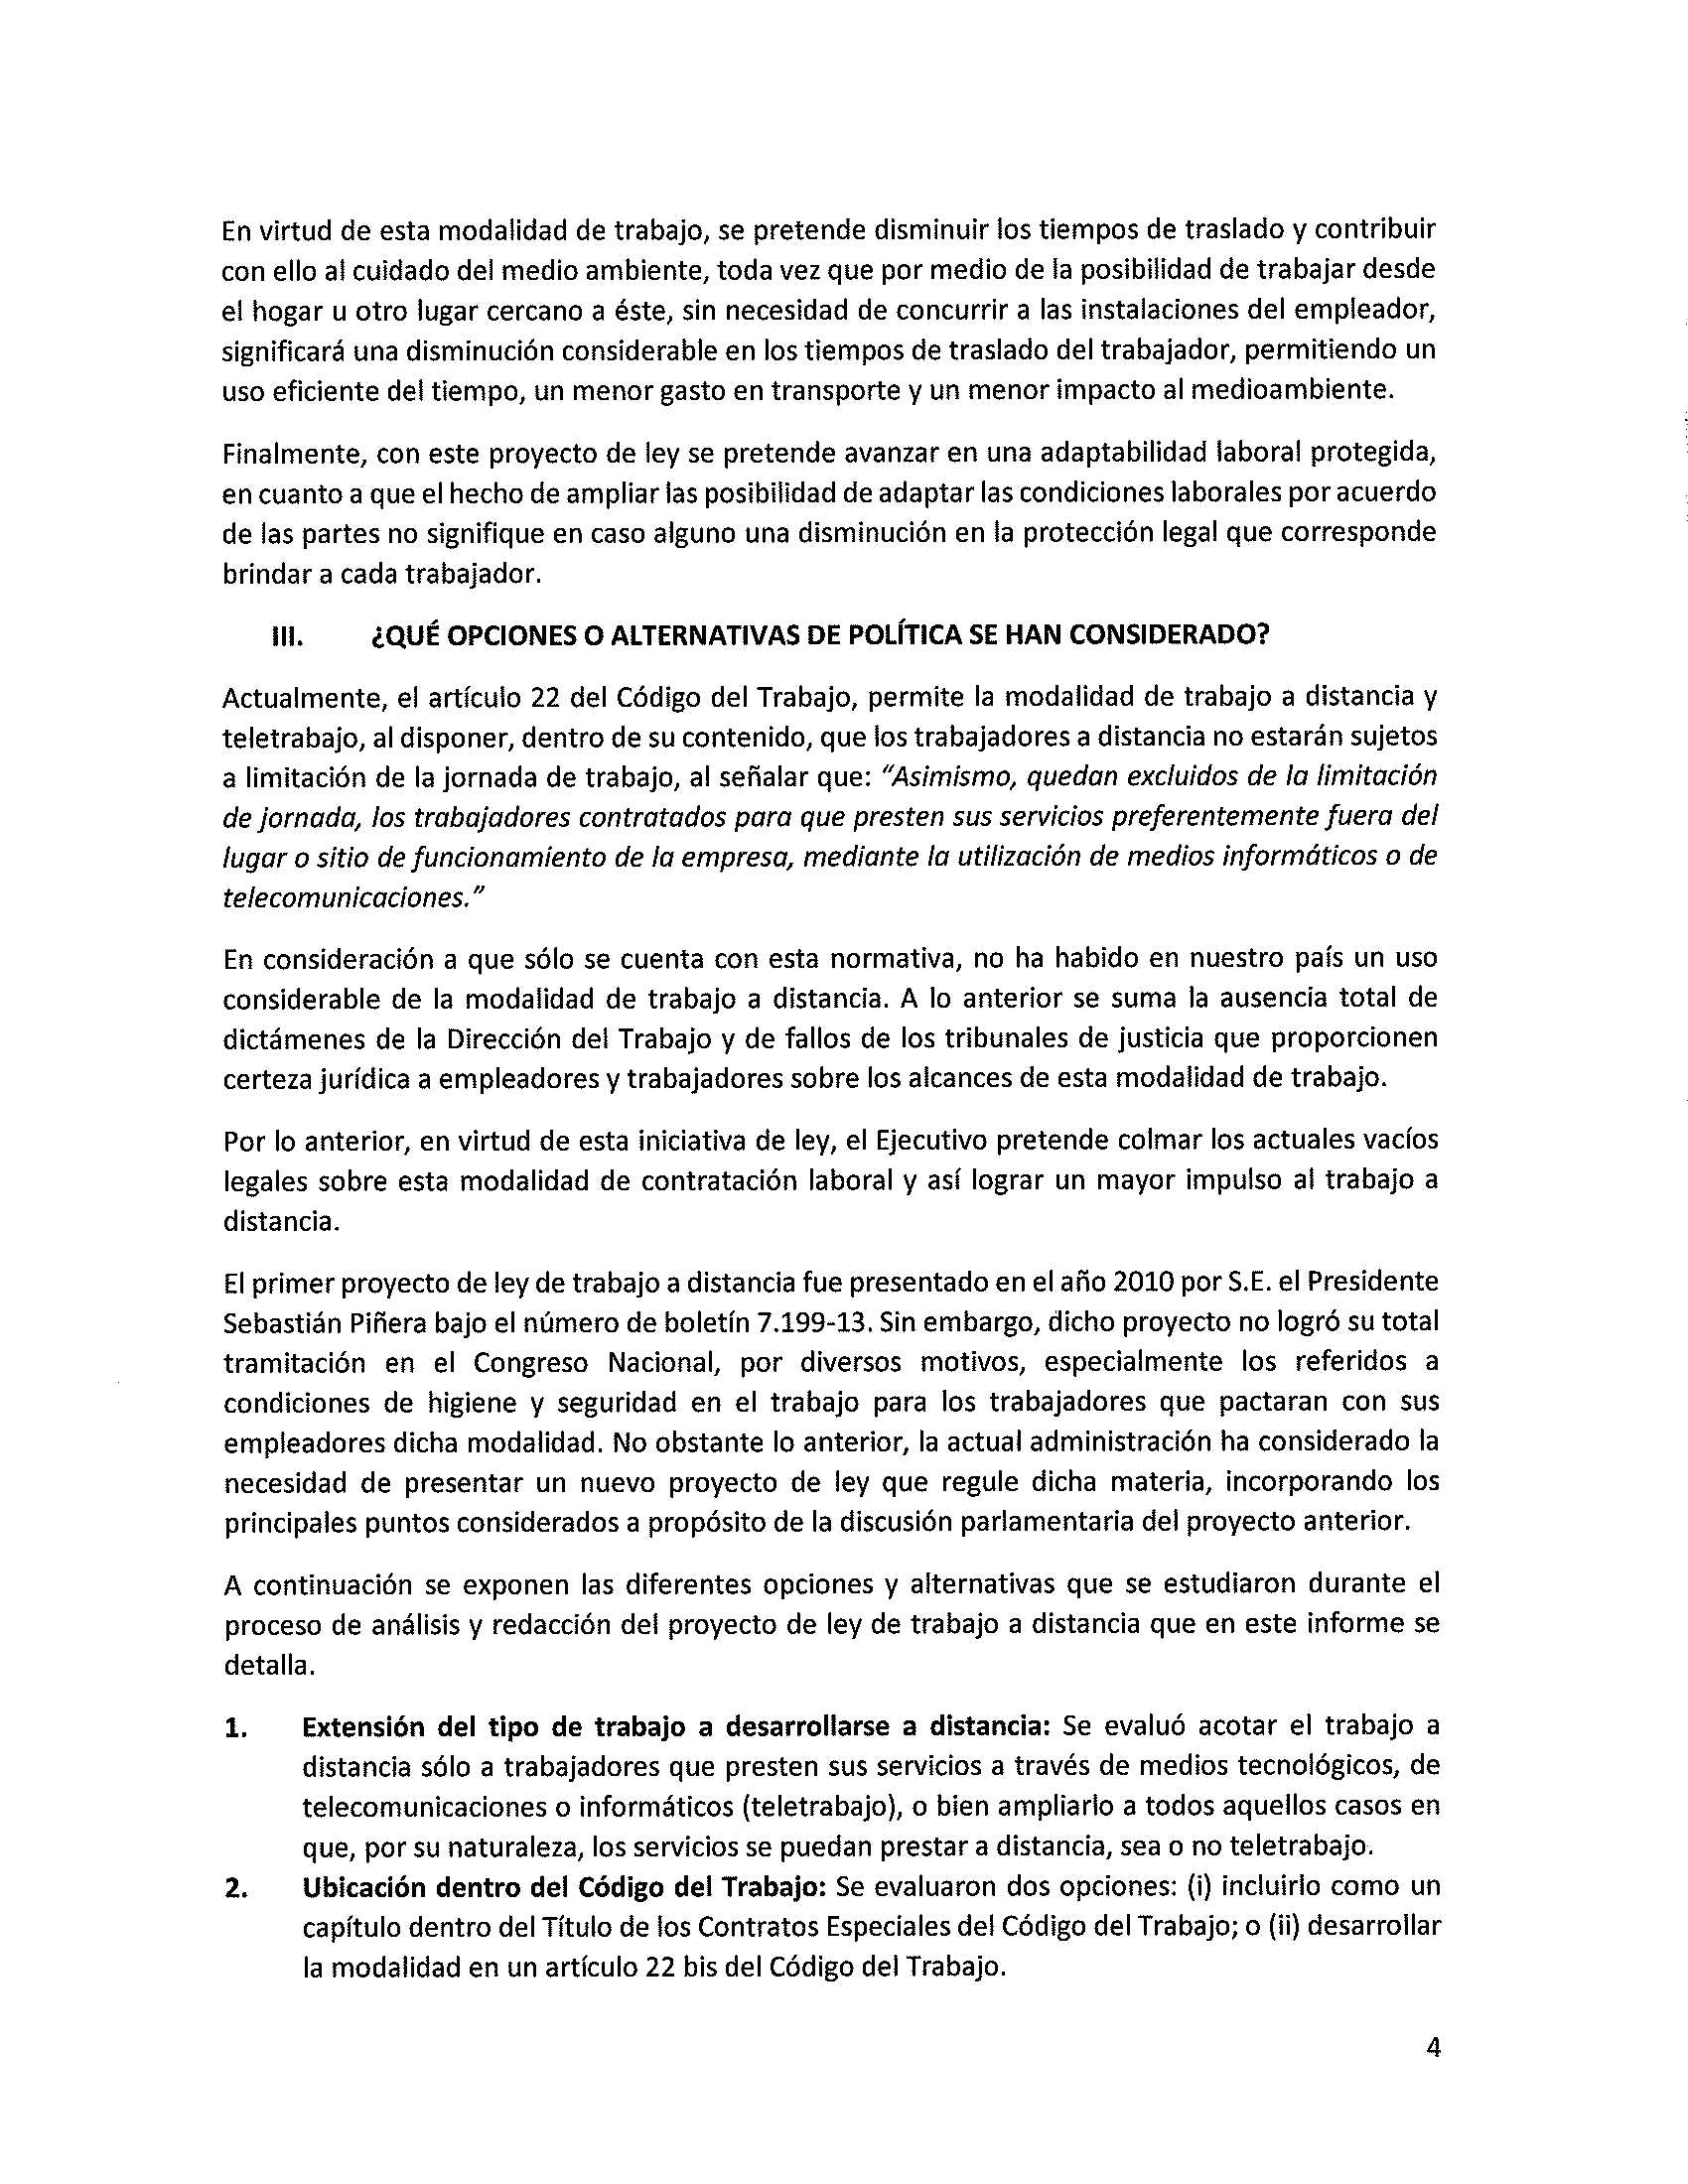 En virtud de esta modalidad de trabajo, se pretende disminuir los tiempos de traslado y contribuir
con ello al cuidado del medio ambiente, toda vez que por medio de la posibilidad de trabajar desde
el hogar u otro lugar cercano a éste, sin necesidad de concurrir a las instalaciones del empleador,
significará una disminución considerable en los tiempos de traslado del trabajador, permitiendo un
uso eficiente del tiempo, un menor gasto en transporte y un menor impacto al medioambiente.
Finalmente, con este proyecto de ley se pretende avanzar en una adaptabilidad laboral protegida,
en cuanto a que el hecho de ampliar las posibilidad de adaptar las condiciones laborales por acuerdo
de las partes no signifique en caso alguno una disminución en la protección legal que corresponde
brindar a cada trabajador.
III. ¿QUÉ OPCIONES O ALTERNATIVAS DE POLÍTICA SE HAN CONSIDERADO?
Actualmente, el artículo 22 del Código del Trabajo, permite la modalidad de trabajo a distancia y
teletrabajo, al disponer, dentro de su contenido, que los trabajadores a distancia no estarán sujetos
a limitación de la jornada de trabajo, al señalar que: "Asimismo, quedan excluidos de la limitación
de jornada, los trabajadores contratados para que presten sus servicios preferentemente fuera del
lugar o sitio de funcionamiento de la empresa, mediante la utilización de medios informáticos o de
telecomunicaciones."
En consideración a que sólo se cuenta con esta normativa, no ha habido en nuestro país un uso
considerable de la modalidad de trabajo a distancia. A lo anterior se suma la ausencia total de
dictámenes de la Dirección del Trabajo y de fallos de los tribunales de justicia que proporcionen
certeza jurídica a empleadores y trabajadores sobre los alcances de esta modalidad de trabajo.
Por lo anterior, en virtud de esta iniciativa de ley, el Ejecutivo pretende colmar los actuales vacíos
legales sobre esta modalidad de contratación laboral y así lograr un mayor impulso al trabajo a
distancia.
El primer proyecto de ley de trabajo a distancia fue presentado en el año 2010 por S.E. el Presidente
Sebastián Piñera bajo el número de boletín 7.199-13. Sin embargo, dicho proyecto no logró su total
tramitación en el Congreso Nacional, por diversos motivos, especialmente los referidos a
condiciones de higiene y seguridad en el trabajo para los trabajadores que pactaran con sus
empleadores dicha modalidad. No obstante lo anterior, la actual administración ha considerado la
necesidad de presentar un nuevo proyecto de ley que regule dicha materia, incorporando los
principales puntos considerados a propósito de la discusión parlamentaria del proyecto anterior.
A continuación se exponen las diferentes opciones y alternativas que se estudiaron durante el
proceso de análisis y redacción del proyecto de ley de trabajo a distancia que en este informe se
detalla.
1. Extensión del tipo de trabajo a desarrollarse a distancia: Se evaluó acotar el trabajo a
distancia sólo a trabajadores que presten sus servicios a través de medios tecnológicos, de
telecomunicaciones o informáticos (teletrabajo), o bien ampliarlo a todos aquellos casos en
que, por su naturaleza, los servicios se puedan prestar a distancia, sea o no teletrabajo.
2. Ubicación dentro del Código del Trabajo: Se evaluaron dos opciones: (i) incluirlo como un
capítulo dentro del Título de los Contratos Especiales del Código del Trabajo; o (ii) desarrollar
la modalidad en un artículo 22 bis del Código del Trabajo.
4